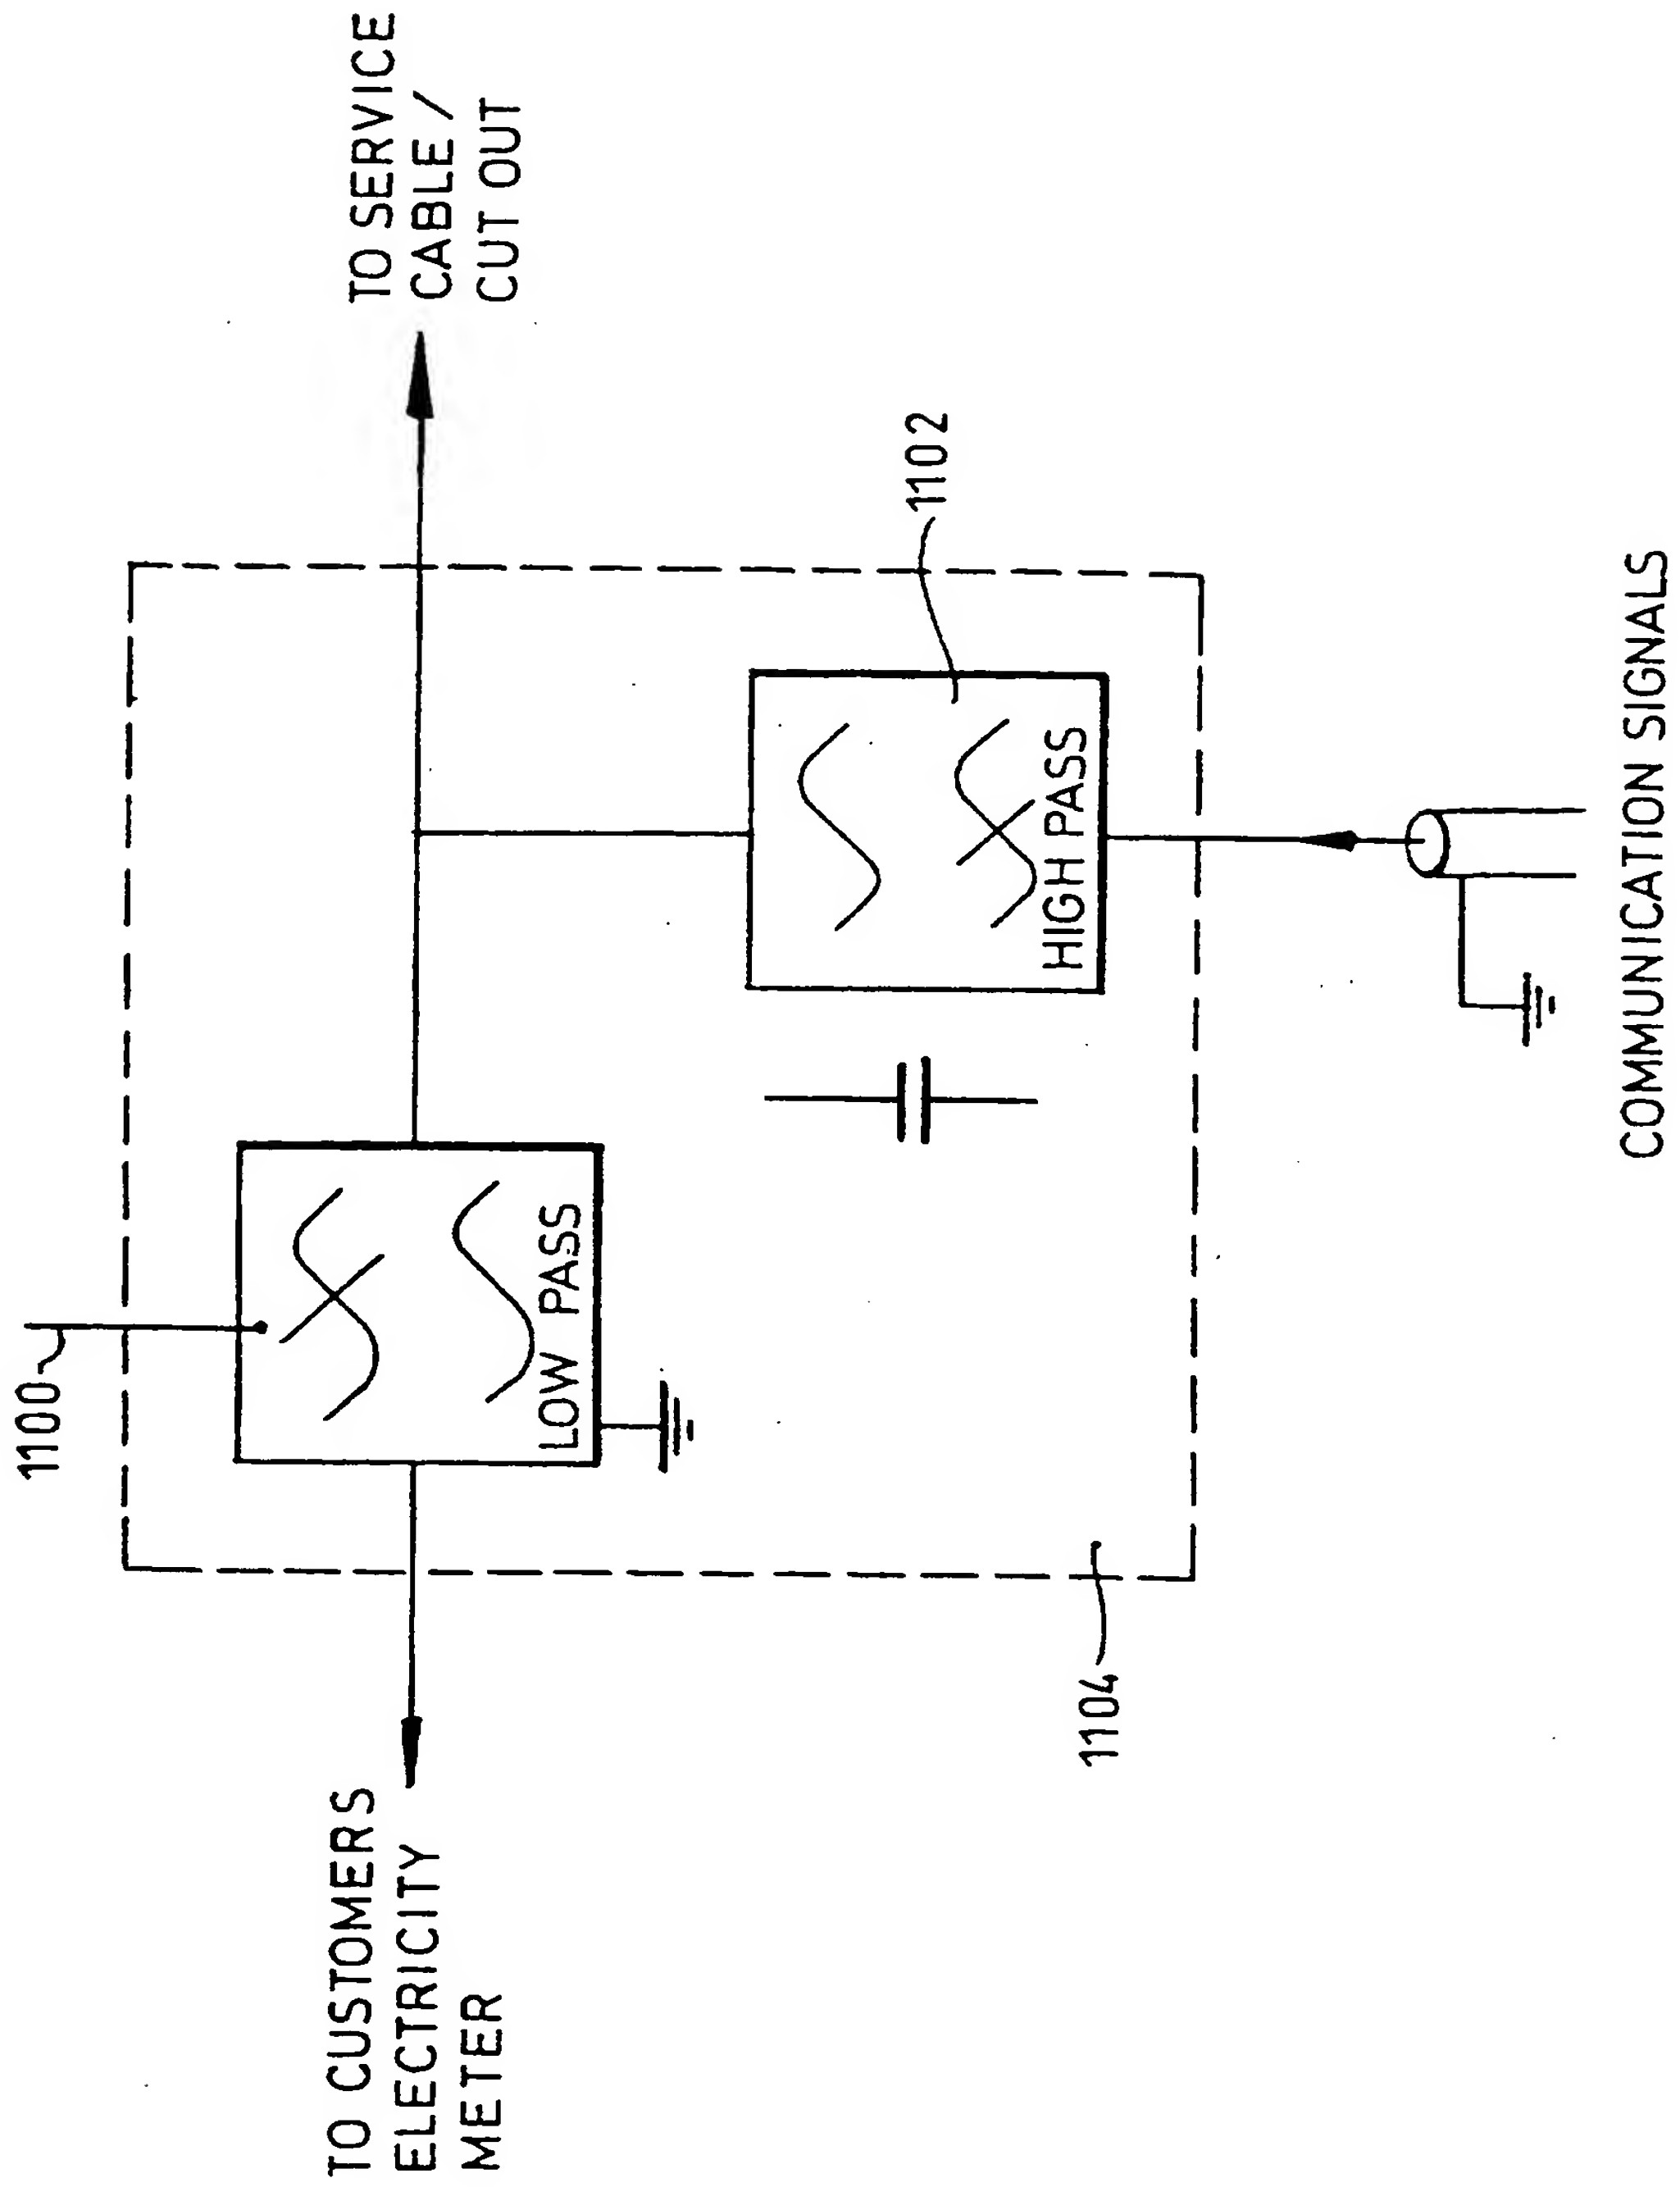 1100
TO CUSTOMERS
ELECTRICITY
METER
TO SERVICE
CABLE /
CUT OUT
LOW PASS
HIGH PASS
1102
1104
COMMUNICATION SIGNALS